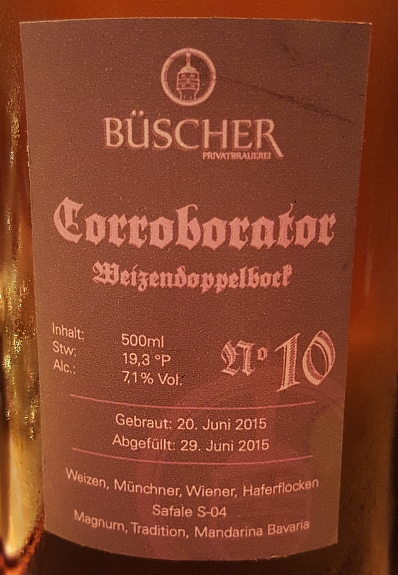 BÜSCHER
PRIVATBRAUEREI
Corroborator
Weizendoppelbock
Inhalt: 500ml
Stw: 19,3 °P
Alc.: 7,1% Vol.
Nº 10
Gebraut: 20. Juni 2015
Abgefüllt: 29. Juni 2015
Weizen, Münchner, Wiener, Haferflocken
Safale S-04
Magnum, Tradition, Mandarina Bavaria